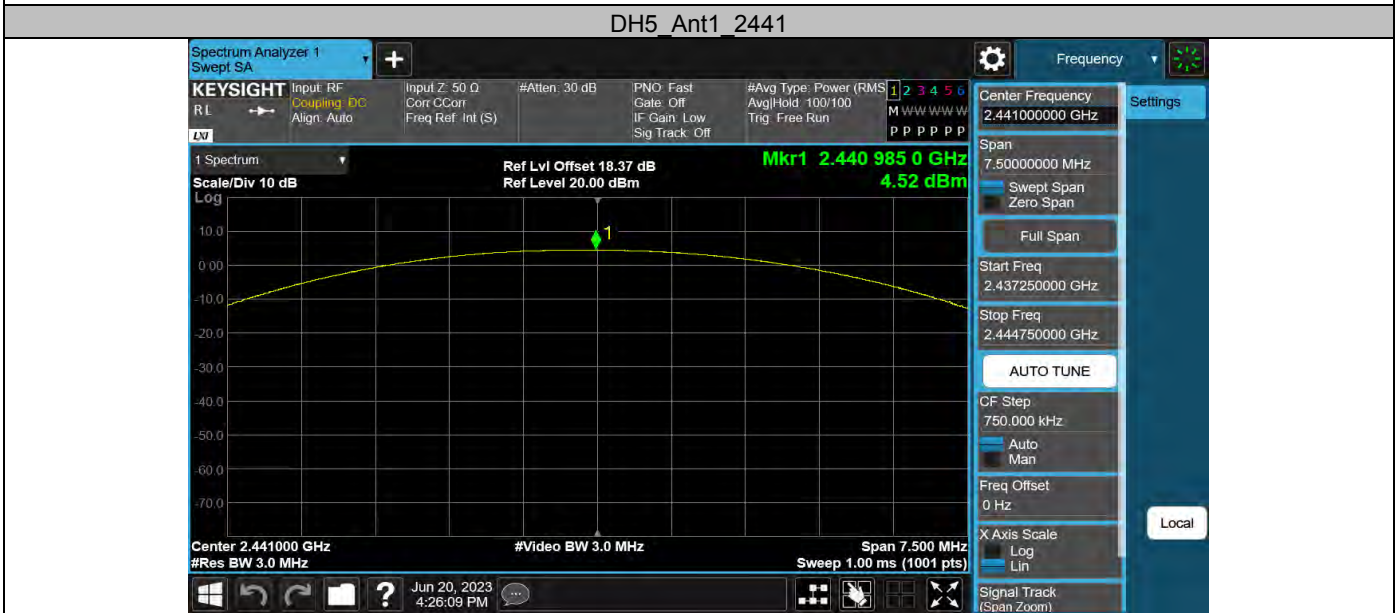 DH5_Ant1_2441
Spectrum Analyzer 1
Swept SA
+
Frequency
KEYSIGHT
RL
LXI
Input: RF
Coupling: DC
Align: Auto
Input Z: 50 Ω
Corr CCorr
Freq Ref: Int (S)
#Atten: 30 dB
PNO: Fast
Gate: Off
IF Gain: Low
Sig Track: Off
#Avg Type: Power (RMS
Avg|Hold: 100/100
Trig: Free Run
1 2 3 4 5 6
M W W W W W
P P P P P P
Center Frequency
2.441000000 GHz
Settings
1 Spectrum
Scale/Div 10 dB
Log
Ref Lvl Offset 18.37 dB
Ref Level 20.00 dBm
Mkr1 2.440 985 0 GHz
4.52 dBm
Span
7.50000000 MHz
Swept Span
Zero Span
Full Span
Start Freq
2.437250000 GHz
Stop Freq
2.444750000 GHz
AUTO TUNE
CF Step
750.000 kHz
Auto
Man
Freq Offset
0 Hz
X Axis Scale
Log
Lin
Signal Track
(Span Zoom)
Local
1
10.0
0.00
-10.0
-20.0
-30.0
-40.0
-50.0
-60.0
-70.0
Center 2.441000 GHz
#Res BW 3.0 MHz
#Video BW 3.0 MHz
Span 7.500 MHz
Sweep 1.00 ms (1001 pts)
?
Jun 20, 2023
4:26:09 PM